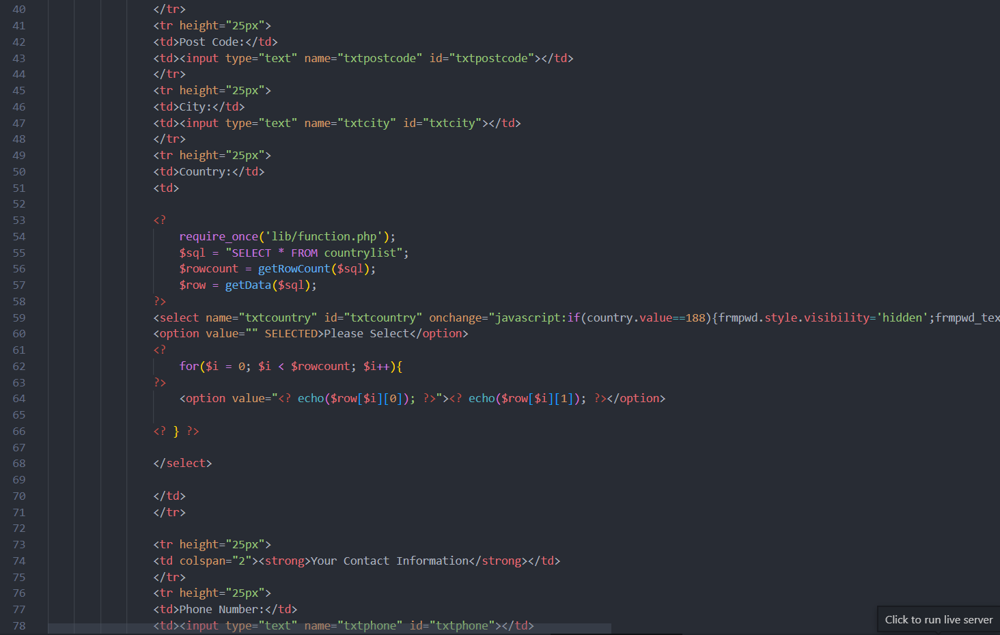 40 </tr>
41 <tr height="25px">
42 <td>Post Code:</td>
43 <td><input type="text" name="txtpostcode" id="txtpostcode"></td>
44 </tr>
45 <tr height="25px">
46 <td>City:</td>
47 <td><input type="text" name="txtcity" id="txtcity"></td>
48 </tr>
49 <tr height="25px">
50 <td>Country:</td>
51 <td>
52
53 <?
54 require_once('lib/function.php');
55 $sql = "SELECT * FROM countrylist";
56 $rowcount = getRowCount($sql);
57 $row = getData($sql);
58 ?>
59 <select name="txtcountry" id="txtcountry" onchange="javascript:if(country.value==188){frmpwd.style.visibility='hidden';frmpwd_tex
60 <option value="" SELECTED>Please Select</option>
61 <?
62 for($i = 0; $i < $rowcount; $i++){
63 ?>
64 <option value="<? echo($row[$i][0]); ?>"><? echo($row[$i][1]); ?></option>
65
66 <? } ?>
67
68 </select>
69
70 </td>
71 </tr>
72
73 <tr height="25px">
74 <td colspan="2"><strong>Your Contact Information</strong></td>
75 </tr>
76 <tr height="25px">
77 <td>Phone Number:</td>
78 <td><input type="text" name="txtphone" id="txtphone"></td>
Click to run live server